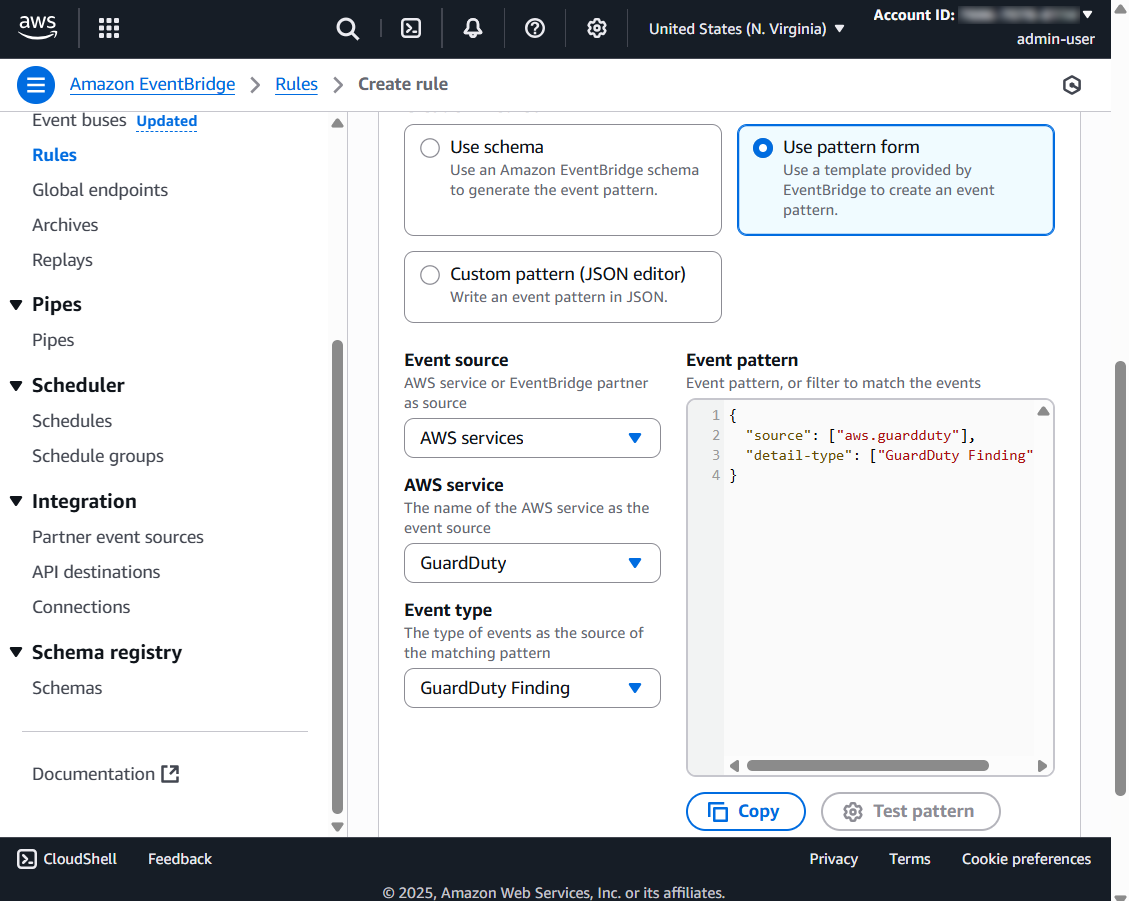 aws
United States (N. Virginia)
Account ID:
admin-user
Amazon EventBridge
Rules
Create rule
Event buses Updated
Rules
Global endpoints
Archives
Replays
Pipes
Pipes
Scheduler
Schedules
Schedule groups
Integration
Partner event sources
API destinations
Connections
Schema registry
Schemas
Documentation
Use schema
Use an Amazon EventBridge schema
to generate the event pattern.
Use pattern form
Use a template provided by
EventBridge to create an event
pattern.
Custom pattern (JSON editor)
Write an event pattern in JSON.
Event source
AWS service or EventBridge partner
as source
AWS services
AWS service
The name of the AWS service as the
event source
GuardDuty
Event type
The type of events as the source of
the matching pattern
GuardDuty Finding
Event pattern
Event pattern, or filter to match the events
1 {
2 "source": ["aws.guardduty"],
3 "detail-type": ["GuardDuty Finding"
4 }
Copy
Test pattern
CloudShell
Feedback
Privacy
Terms
Cookie preferences
© 2025, Amazon Web Services, Inc. or its affiliates.